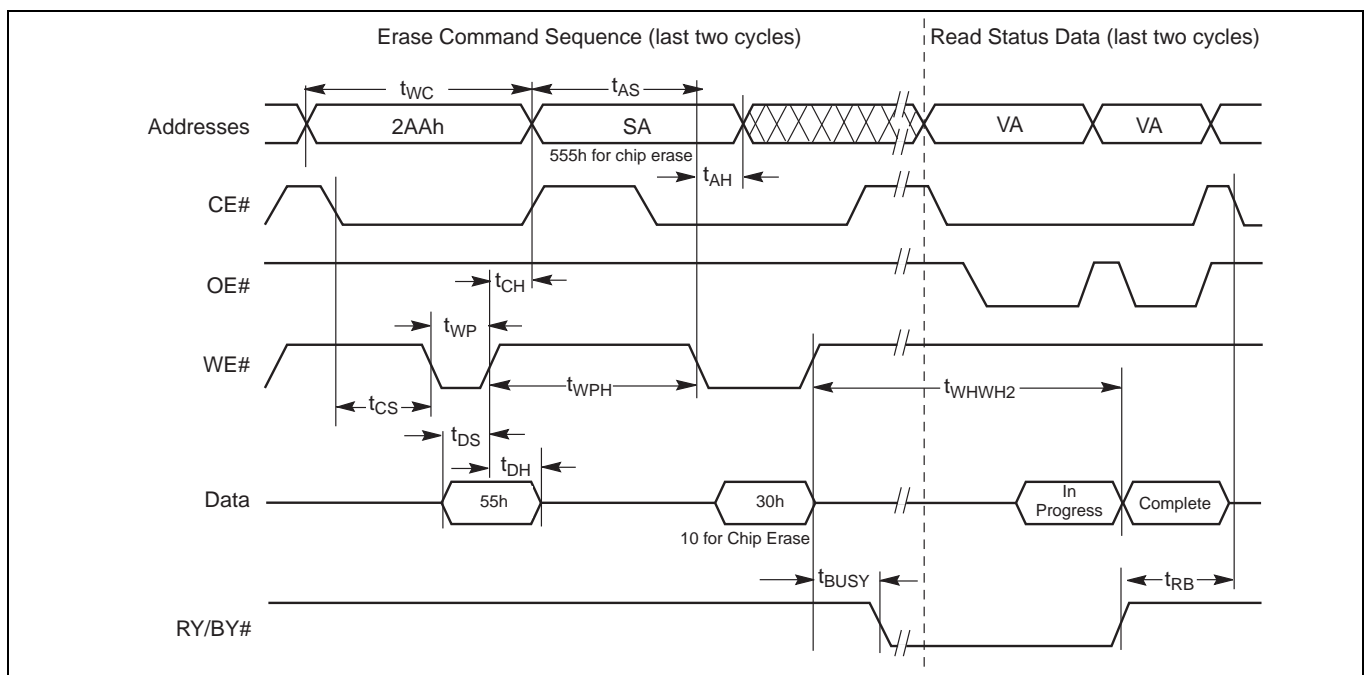 Erase Command Sequence (last two cycles)
Read Status Data (last two cycles)
tWC
tAS
Addresses
2AAh
SA
VA
VA
555h for chip erase
tAH
CE#
OE#
tCH
tWP
WE#
tWPH
tWHWH2
tCS
tDS
tDH
Data
55h
30h
In
Progress
Complete
10 for Chip Erase
tBUSY
tRB
RY/BY#